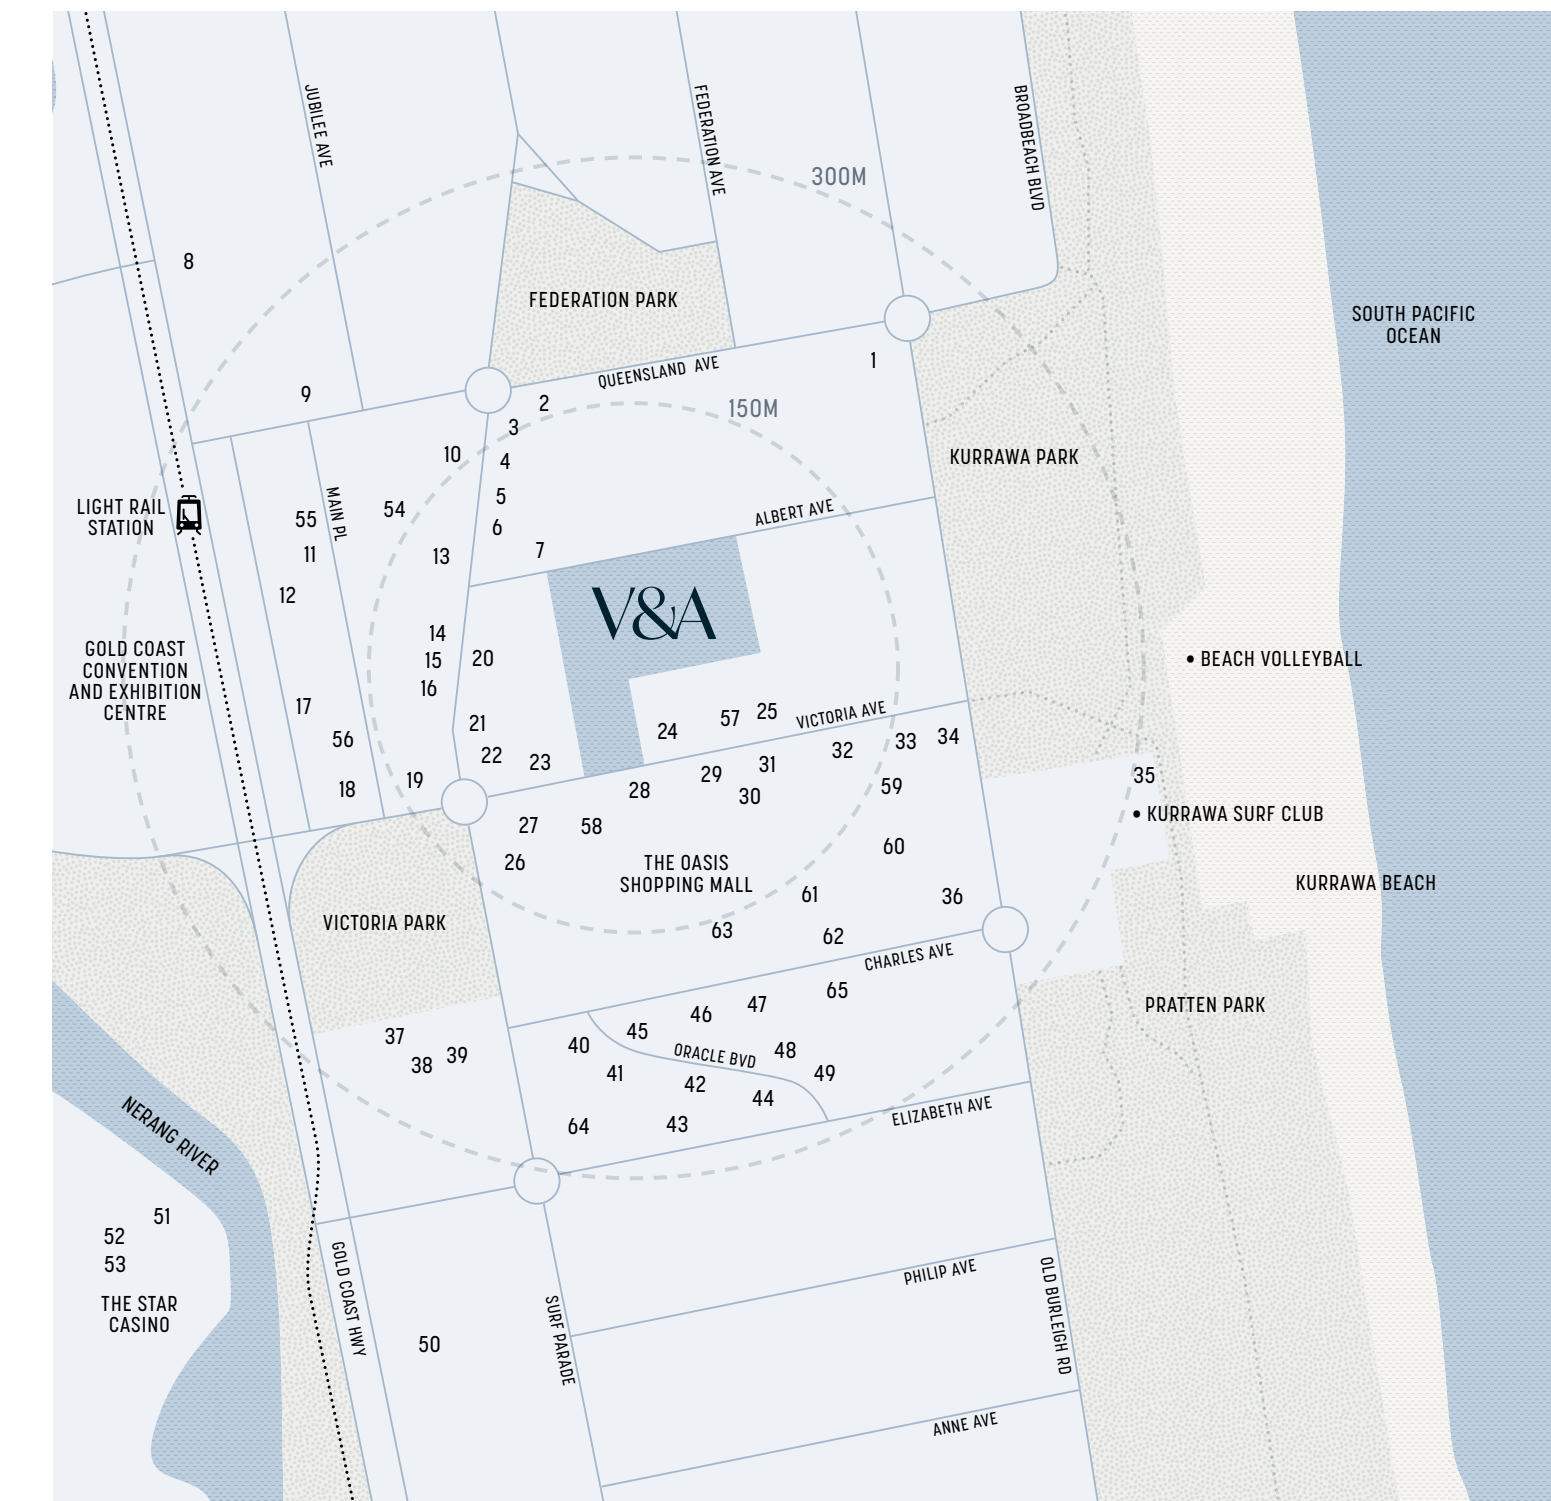 JUBILEE AVE
FEDERATION AVE
BROADBEACH BLVD
300M
8
FEDERATION PARK
SOUTH PACIFIC
OCEAN
1
QUEENSLAND AVE
9
2
150M
3
10
4
KURRAWA PARK
5
MAIN PL
54
LIGHT RAIL
STATION
55
6
ALBERT AVE
11
13
7
12
V&A
14
15
20
16
GOLD COAST
CONVENTION
AND EXHIBITION
CENTRE
BEACH VOLLEYBALL
17
21
24
57
25
VICTORIA AVE
56
22
23
32
33
34
18
19
28
29
31
30
59
35
KURRAWA SURF CLUB
27
58
60
26
THE OASIS
SHOPPING MALL
KURRAWA BEACH
61
36
VICTORIA PARK
63
62
CHARLES AVE
65
PRATTEN PARK
46
47
37
45
40
38
39
ORACLE BVD
48
41
42
49
44
ELIZABETH AVE
64
43
NERANG RIVER
51
52
53
THE STAR
CASINO
GOLD COAST HWY
SURF PARADE
PHILIP AVE
OLD BURLEIGH RD
50
ANNE AVE